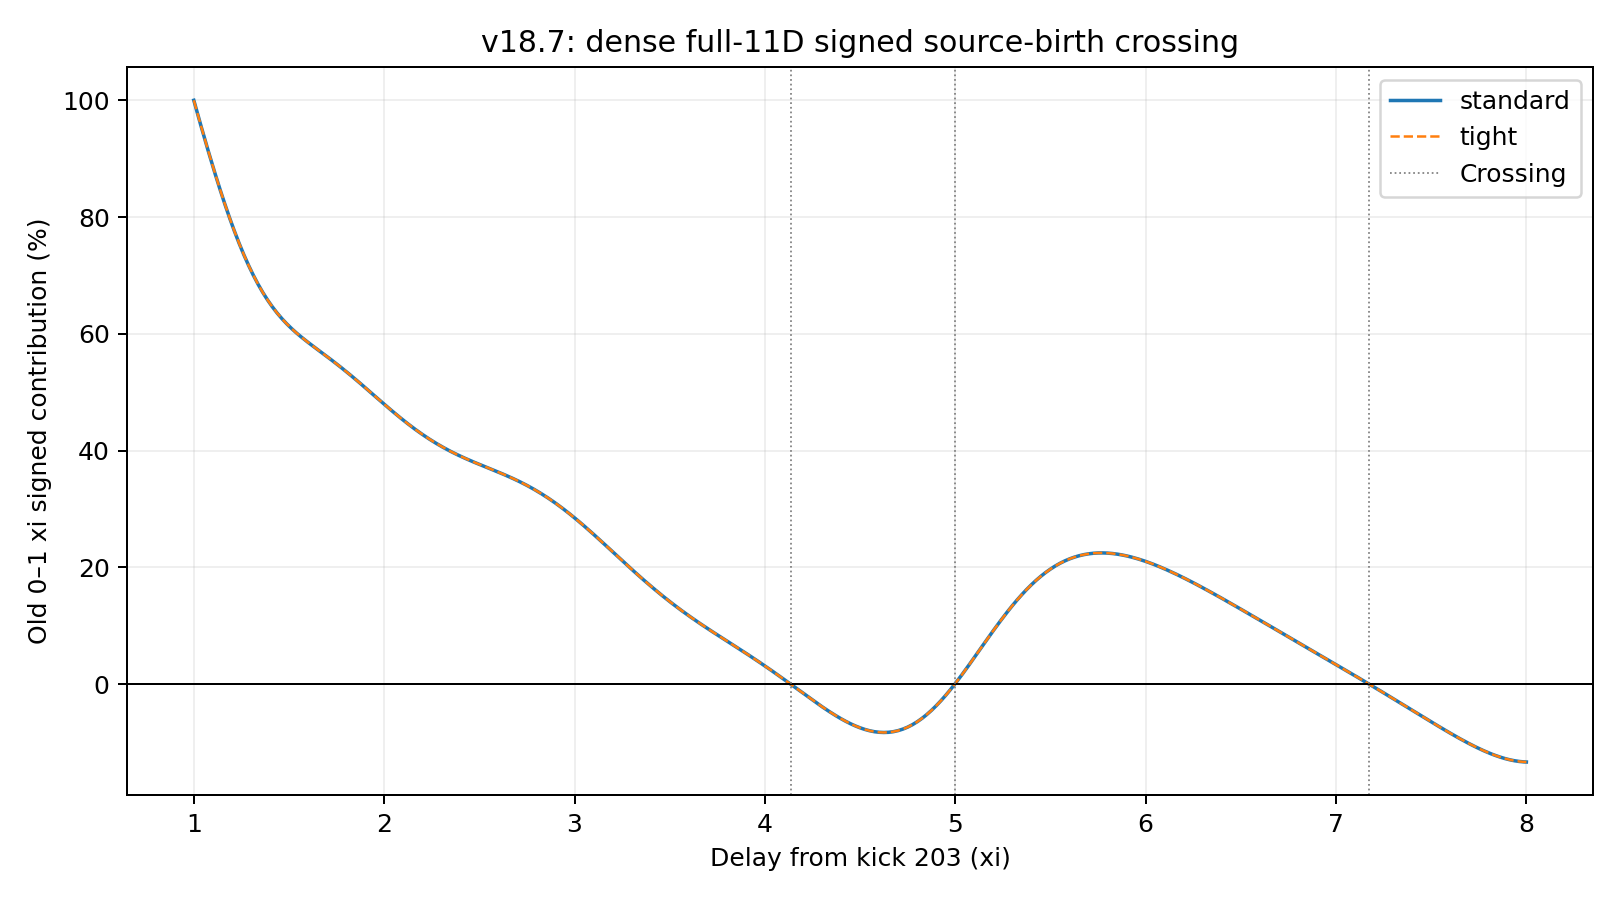 v18.7: dense full-11D signed source-birth crossing
standard
tight
Crossing
Old 0–1 xi signed contribution (%)
100
80
60
40
20
0
1 2 3 4 5 6 7 8
Delay from kick 203 (xi)